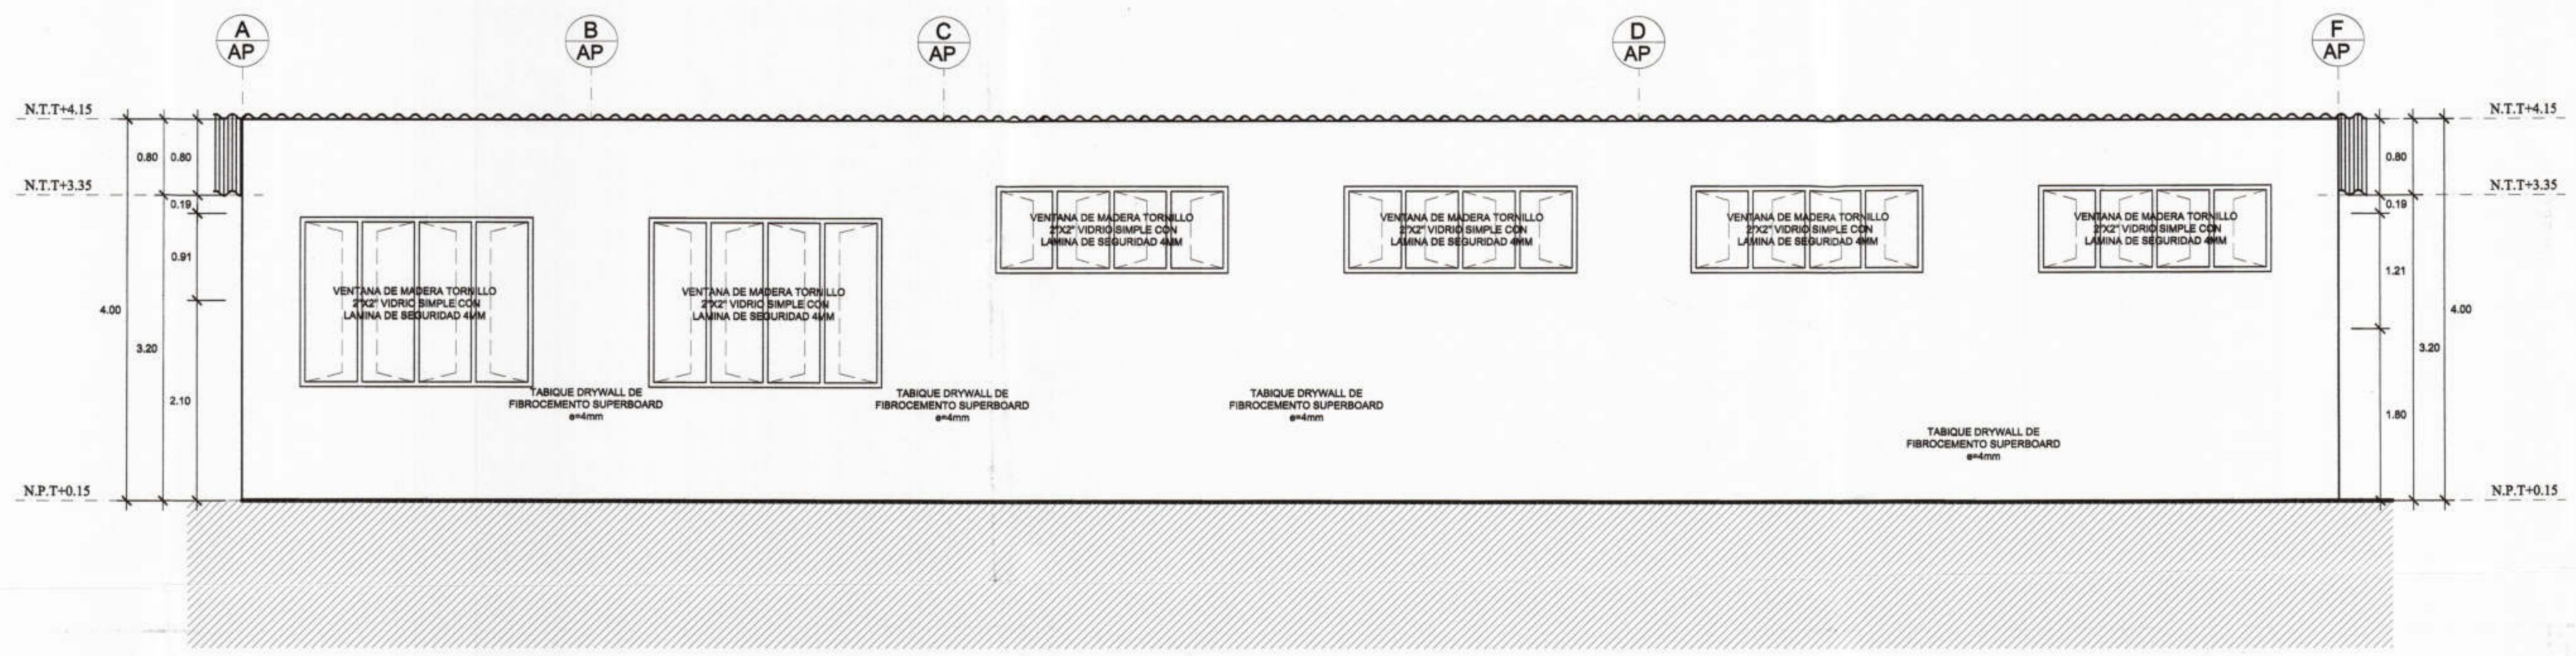 A
AP
B
AP
C
AP
D
AP
F
AP
N.T.T+4.15
N.T.T+4.15
0.80
0.80
0.80
N.T.T+3.35
N.T.T+3.35
0.19
0.19
VENTANA DE MADERA TORNILLO
2"X2" VIDRIO SIMPLE CON
LAMINA DE SEGURIDAD 4MM
VENTANA DE MADERA TORNILLO
2"X2" VIDRIO SIMPLE CON
LAMINA DE SEGURIDAD 4MM
VENTANA DE MADERA TORNILLO
2"X2" VIDRIO SIMPLE CON
LAMINA DE SEGURIDAD 4MM
VENTANA DE MADERA TORNILLO
2"X2" VIDRIO SIMPLE CON
LAMINA DE SEGURIDAD 4MM
0.91
1.21
VENTANA DE MADERA TORNILLO
2"X2" VIDRIO SIMPLE CON
LAMINA DE SEGURIDAD 4MM
VENTANA DE MADERA TORNILLO
2"X2" VIDRIO SIMPLE CON
LAMINA DE SEGURIDAD 4MM
4.00
4.00
3.20
3.20
2.10
1.80
TABIQUE DRYWALL DE
FIBROCEMENTO SUPERBOARD
e=4mm
TABIQUE DRYWALL DE
FIBROCEMENTO SUPERBOARD
e=4mm
TABIQUE DRYWALL DE
FIBROCEMENTO SUPERBOARD
e=4mm
TABIQUE DRYWALL DE
FIBROCEMENTO SUPERBOARD
e=4mm
N.P.T+0.15
N.P.T+0.15